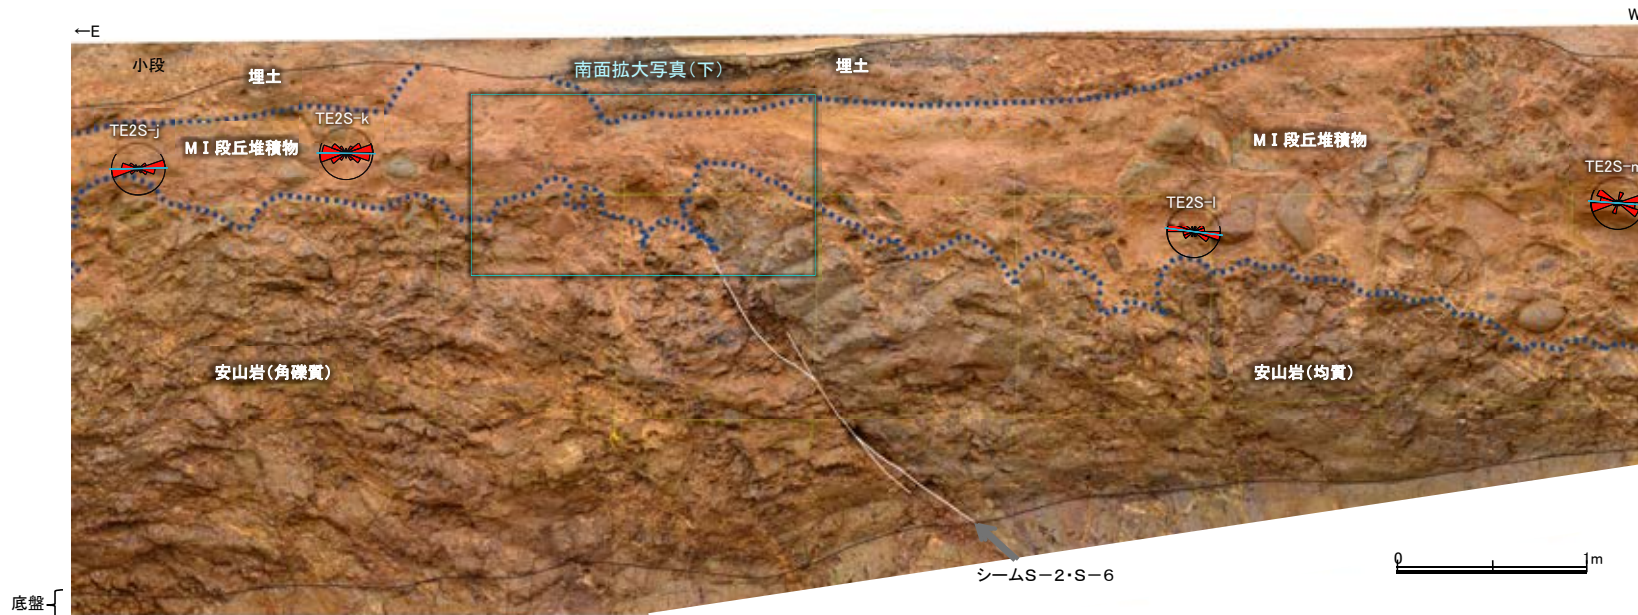 ←E
W
小段
埋土
南面拡大写真(下)
埋土
TE2S-j
TE2S-k
MⅠ段丘堆積物
MⅠ段丘堆積物
TE2S-m
TE2S-l
安山岩(角礫質)
安山岩(均質)
0 1m
シームS-2・S-6
底盤